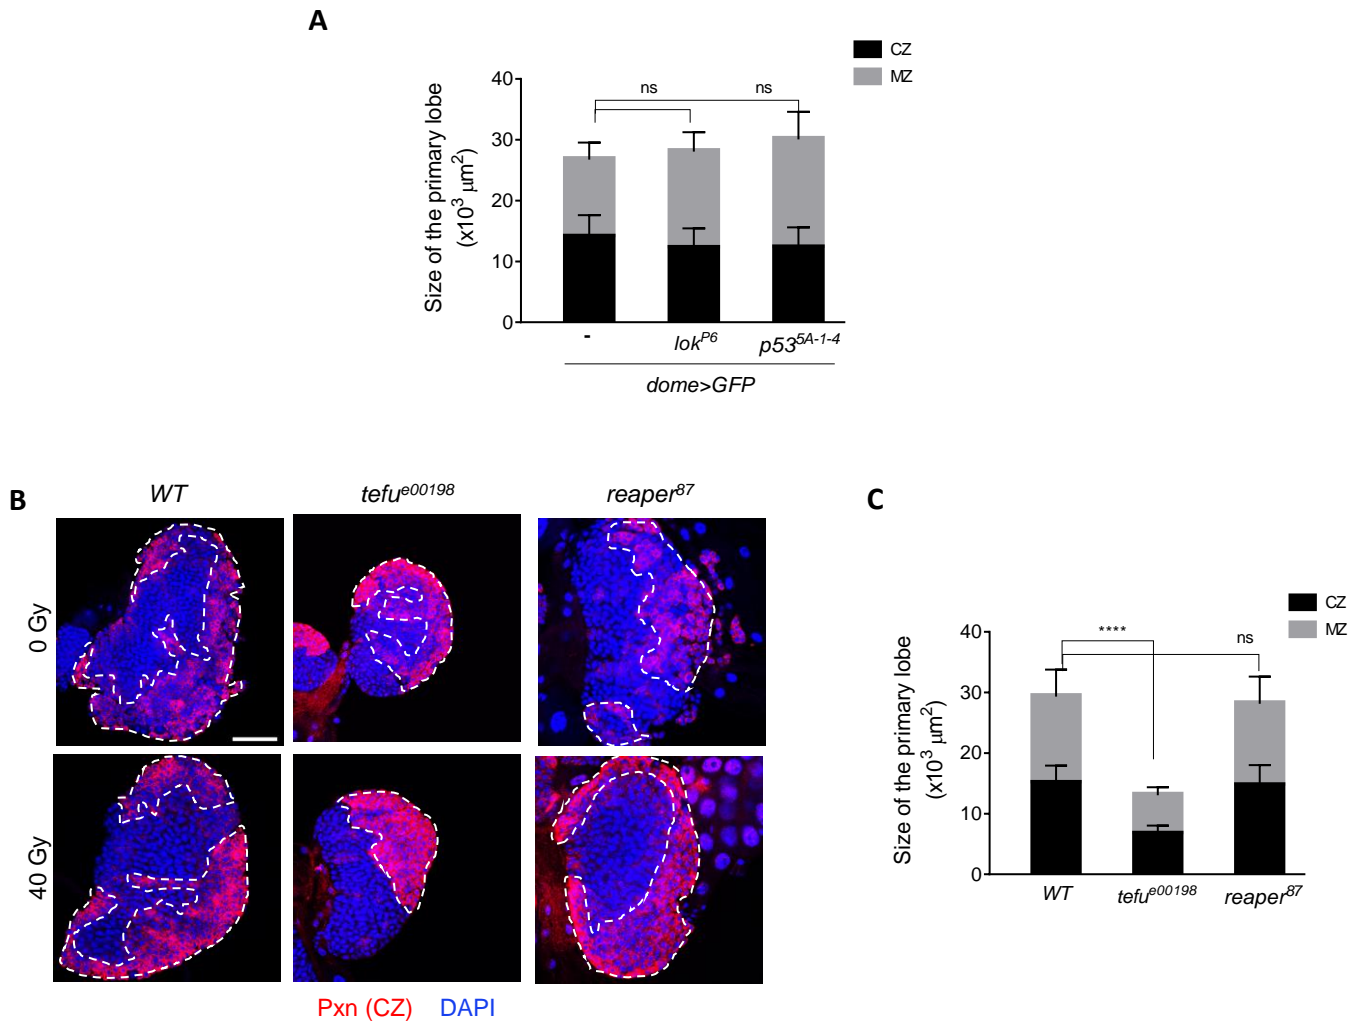 A
CZ
MZ
Size of the primary lobe
(x10³ µm²)
40
30
20
10
0
ns
ns
-
lok^P6
p53^5A-1-4
dome>GFP
B
WT
tefu^e00198
reaper^87
0 Gy
40 Gy
Pxn (CZ) DAPI
C
CZ
MZ
Size of the primary lobe
(x10³ µm²)
40
30
20
10
0
****
ns
WT
tefu^e00198
reaper^87